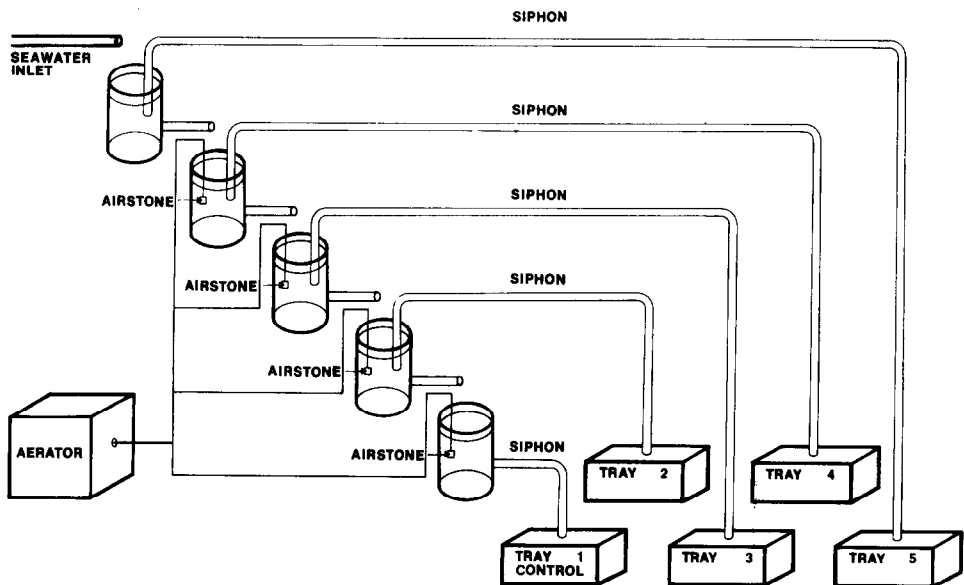 SIPHON
SEAWATER
INLET
SIPHON
AIRSTONE
SIPHON
AIRSTONE
SIPHON
AIRSTONE
AERATOR
AIRSTONE
SIPHON
TRAY 2
TRAY 4
TRAY 1
CONTROL
TRAY 3
TRAY 5